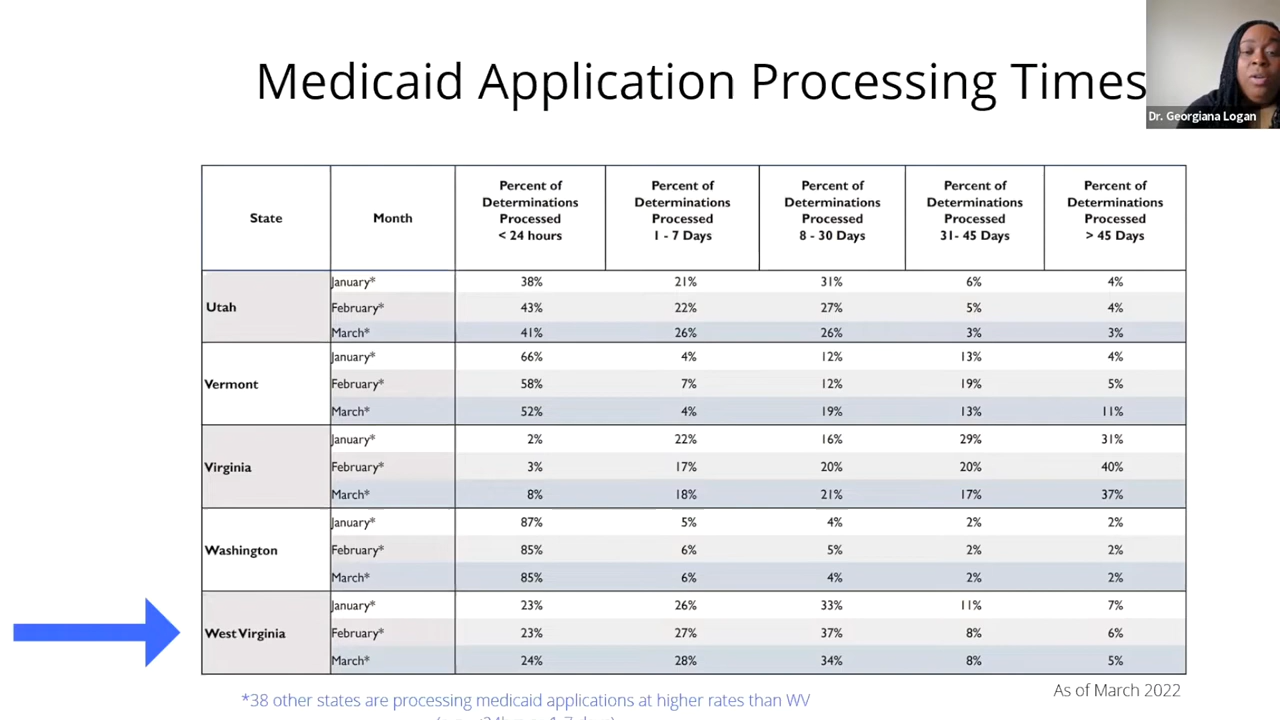 Medicaid Application Processing Times
Dr. Georgiana Logan
State Month Percent of Determinations Processed < 24 hours Percent of Determinations Processed 1 - 7 Days Percent of Determinations Processed 8 - 30 Days Percent of Determinations Processed 31- 45 Days Percent of Determinations Processed > 45 Days
Utah
January* 38% 21% 31% 6% 4%
February* 43% 22% 27% 5% 4%
March* 41% 26% 26% 3% 3%
Vermont
January* 66% 4% 12% 13% 4%
February* 58% 7% 12% 19% 5%
March* 52% 4% 19% 13% 11%
Virginia
January* 2% 22% 16% 29% 31%
February* 3% 17% 20% 20% 40%
March* 8% 18% 21% 17% 37%
Washington
January* 87% 5% 4% 2% 2%
February* 85% 6% 5% 2% 2%
March* 85% 6% 4% 2% 2%
West Virginia
January* 23% 26% 33% 11% 7%
February* 23% 27% 37% 8% 6%
March* 24% 28% 34% 8% 5%
As of March 2022
*38 other states are processing medicaid applications at higher rates than WV